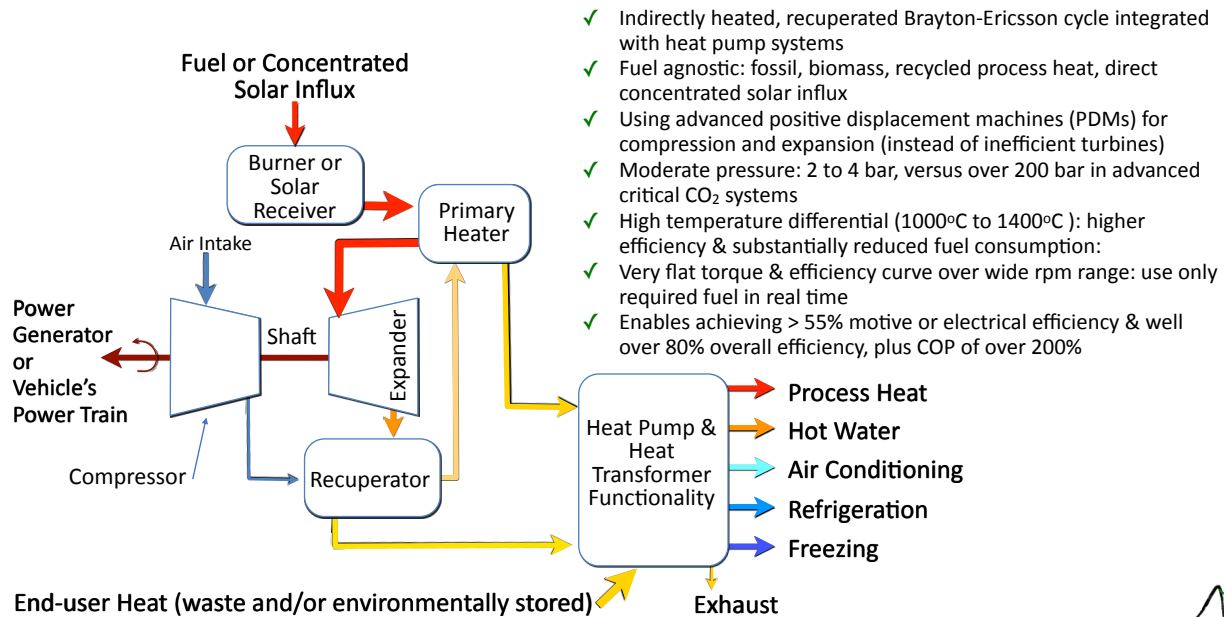 ✓ Indirectly heated, recuperated Brayton-Ericsson cycle integrated
with heat pump systems
✓ Fuel agnostic: fossil, biomass, recycled process heat, direct
concentrated solar influx
✓ Using advanced positive displacement machines (PDMs) for
compression and expansion (instead of inefficient turbines)
✓ Moderate pressure: 2 to 4 bar, versus over 200 bar in advanced
critical CO₂ systems
✓ High temperature differential (1000ºC to 1400ºC ): higher
efficiency & substantially reduced fuel consumption:
✓ Very flat torque & efficiency curve over wide rpm range: use only
required fuel in real time
✓ Enables achieving > 55% motive or electrical efficiency & well
over 80% overall efficiency, plus COP of over 200%
Fuel or Concentrated
Solar Influx
Burner or
Solar
Receiver
Primary
Heater
Air Intake
Power
Generator
or
Vehicle's
Power Train
Shaft
Expander
Compressor
Recuperator
Heat Pump &
Heat
Transformer
Functionality
Process Heat
Hot Water
Air Conditioning
Refrigeration
Freezing
End-user Heat (waste and/or environmentally stored)
Exhaust